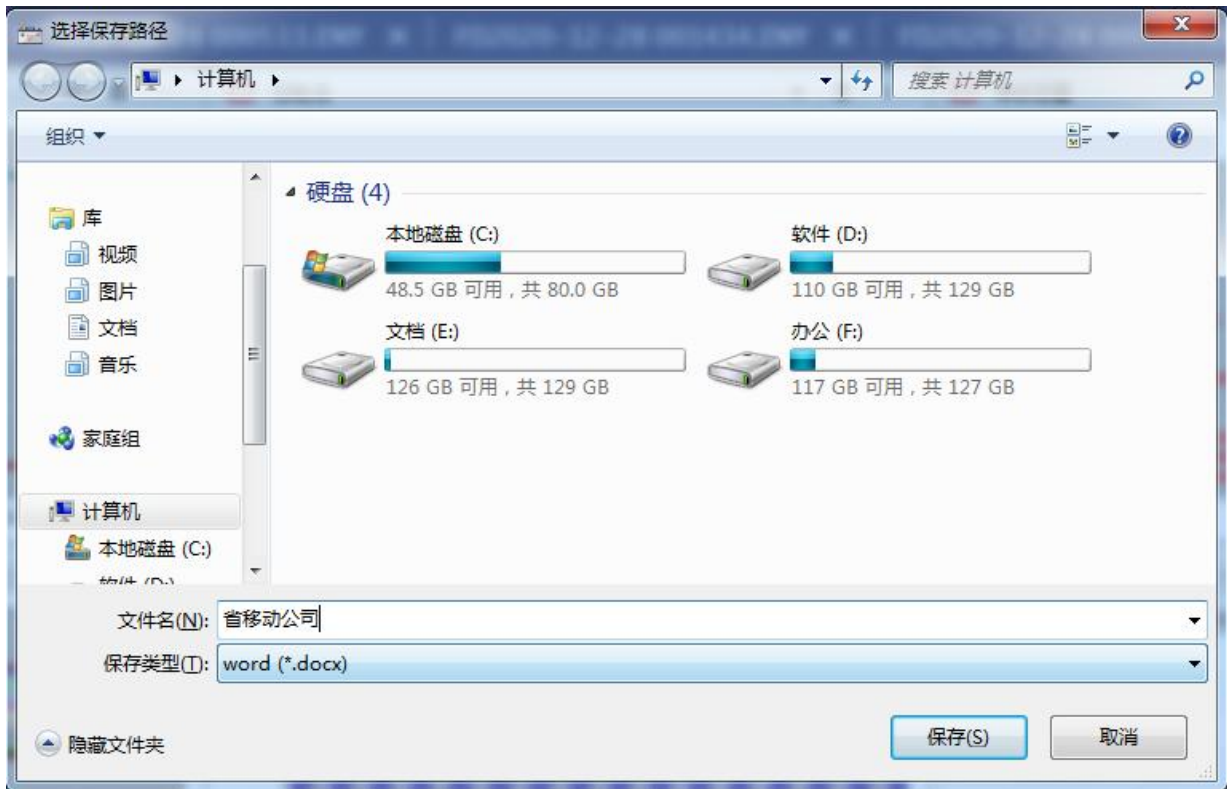 选择保存路径
计算机
搜索 计算机
组织
库
视频
图片
文档
音乐
家庭组
计算机
本地磁盘 (C:)
软件 (D:)
硬盘 (4)
本地磁盘 (C:)
48.5 GB 可用，共 80.0 GB
软件 (D:)
110 GB 可用，共 129 GB
文档 (E:)
126 GB 可用，共 129 GB
办公 (F:)
117 GB 可用，共 127 GB
文件名(N): 省移动公司
保存类型(T): word (*.docx)
隐藏文件夹
保存(S)
取消